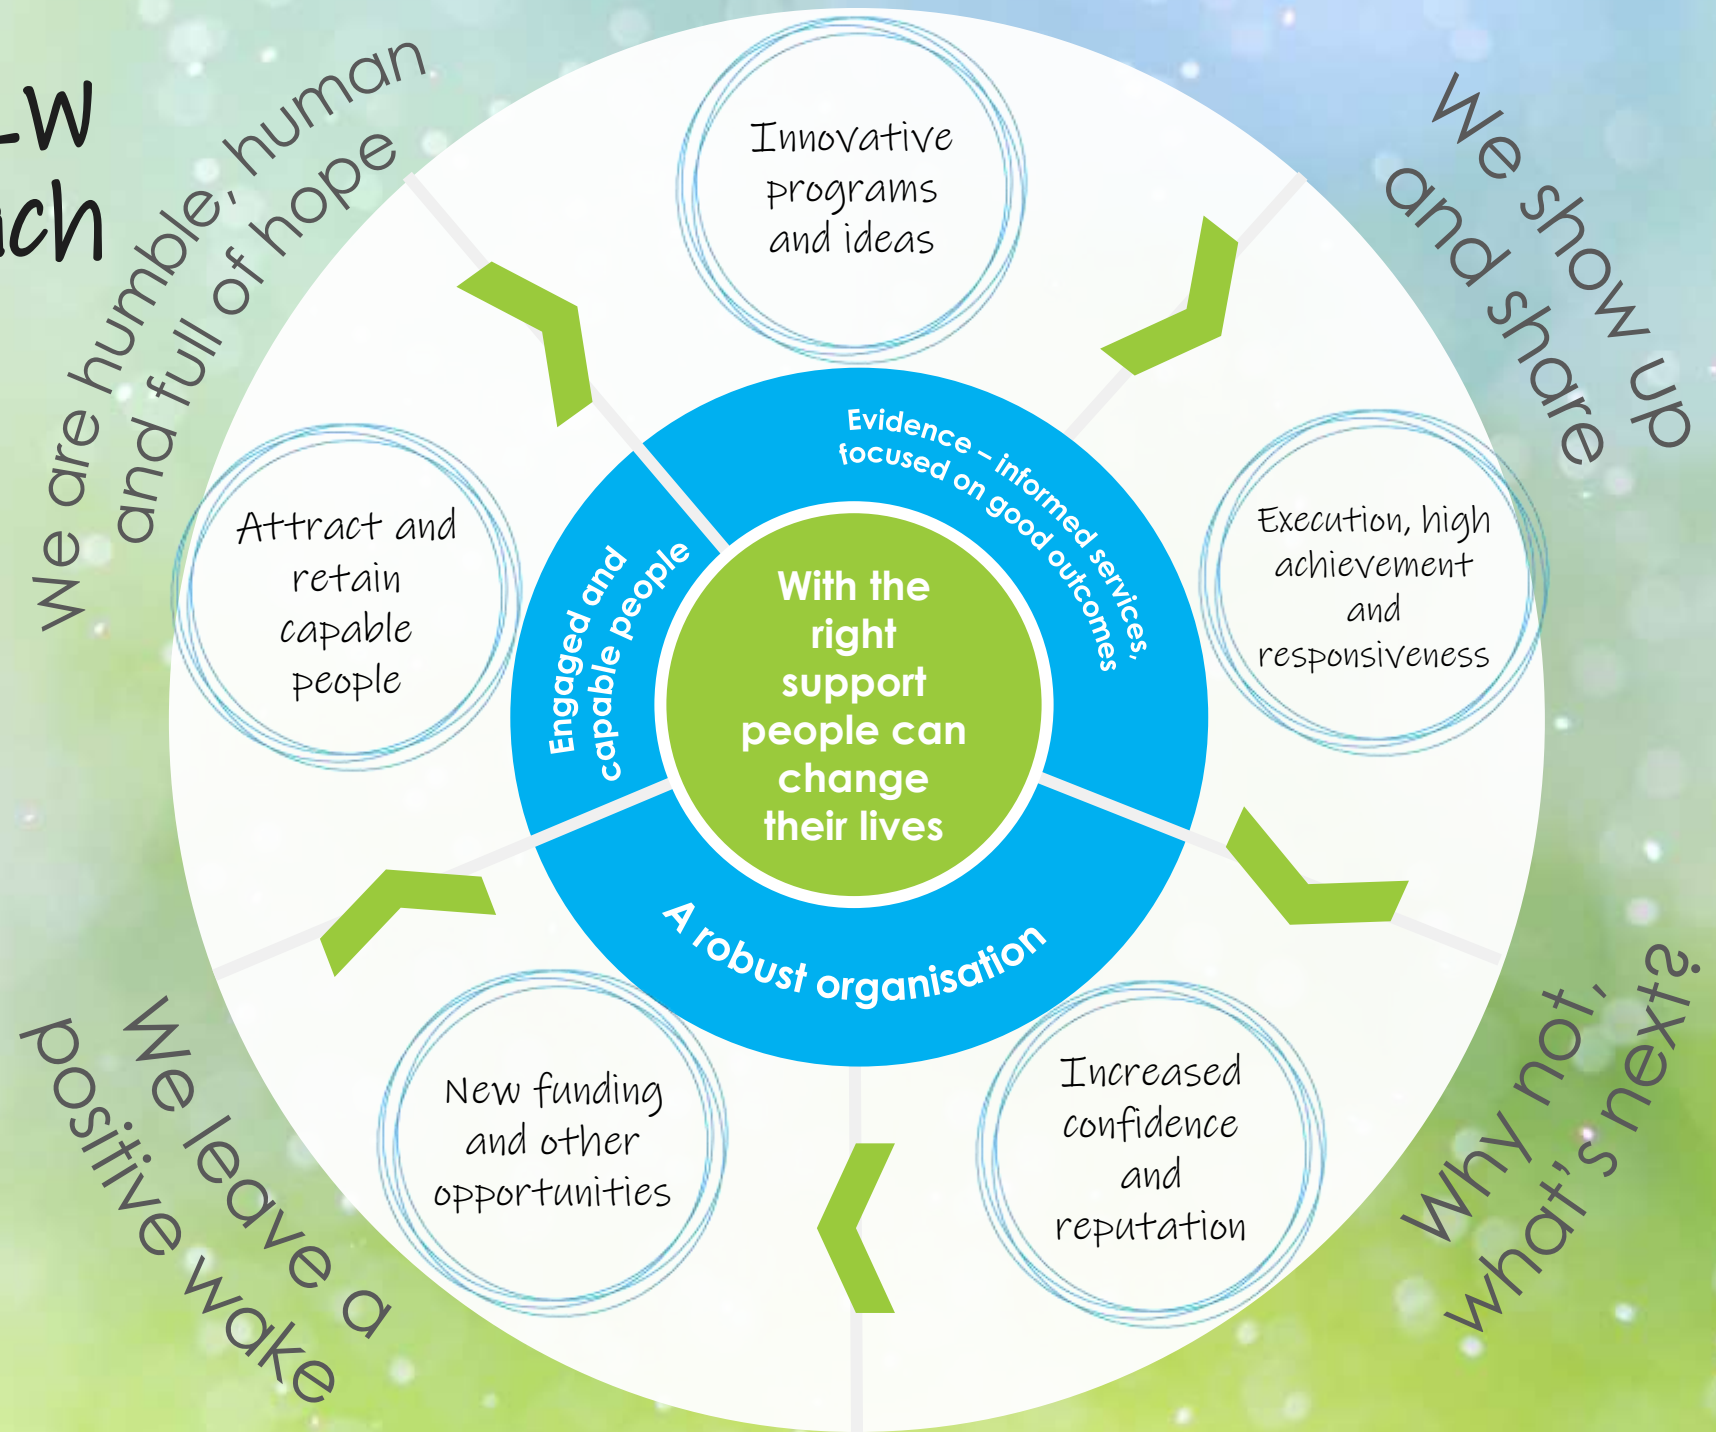 We are humble, human
and full of hope
We show up
and share
Innovative
programs
and ideas
Attract and
retain
capable
people
Execution, high
achievement
and
responsiveness
Evidence – informed services,
focused on good outcomes
Engaged and
capable people
With the
right
support
people can
change
their lives
A robust organisation
New funding
and other
opportunities
Increased
confidence
and
reputation
We leave a
positive wake
Why not,
what's next?